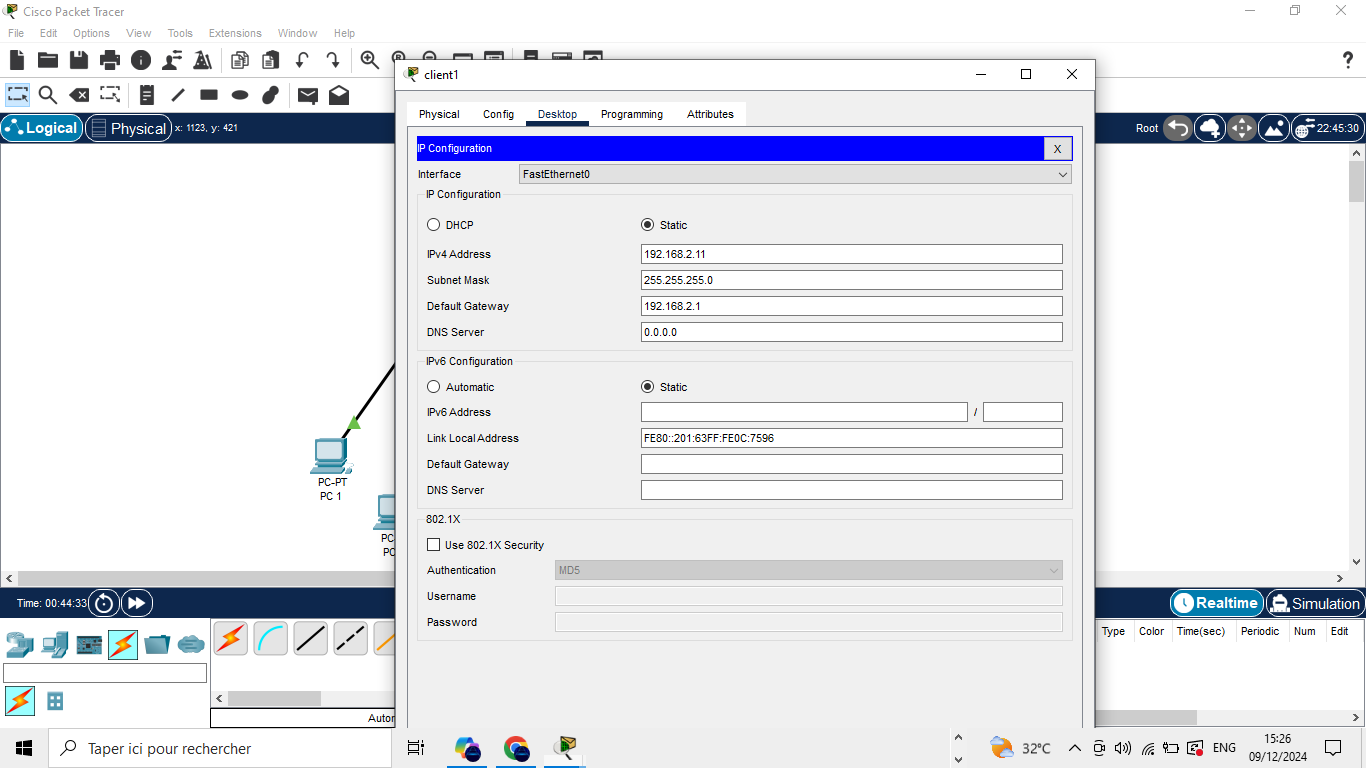 Cisco Packet Tracer
File Edit Options View Tools Extensions Window Help
?
client1
Physical Config Desktop Programming Attributes
Logical Physical x: 1123, y: 421
Root 22:45:30
IP Configuration X
Interface FastEthernet0
IP Configuration
DHCP Static
IPv4 Address 192.168.2.11
Subnet Mask 255.255.255.0
Default Gateway 192.168.2.1
DNS Server 0.0.0.0
IPv6 Configuration
Automatic Static
IPv6 Address /
Link Local Address FE80::201:63FF:FE0C:7596
Default Gateway
DNS Server
802.1X
Use 802.1X Security
Authentication MD5
Username
Password
PC-PT
PC 1
PC
PC
Time: 00:44:33
Realtime Simulation
Type Color Time(sec) Periodic Num Edit
Autor
Taper ici pour rechercher
32°C ENG 15:26
09/12/2024